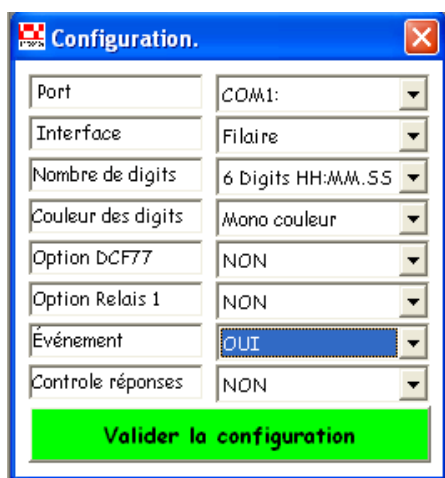 Configuration.
Port COM1:
Interface Filaire
Nombre de digits 6 Digits HH:MM.SS
Couleur des digits Mono couleur
Option DCF77 NON
Option Relais 1 NON
Événement OUI
Controle réponses NON
Valider la configuration